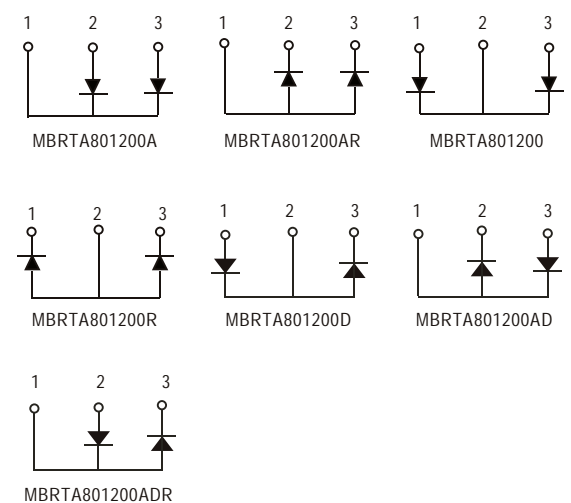 1 2 3 1 2 3 1 2 3
MBRTA801200A MBRTA801200AR MBRTA801200
1 2 3 1 2 3 1 2 3
MBRTA801200R MBRTA801200D MBRTA801200AD
1 2 3
MBRTA801200ADR